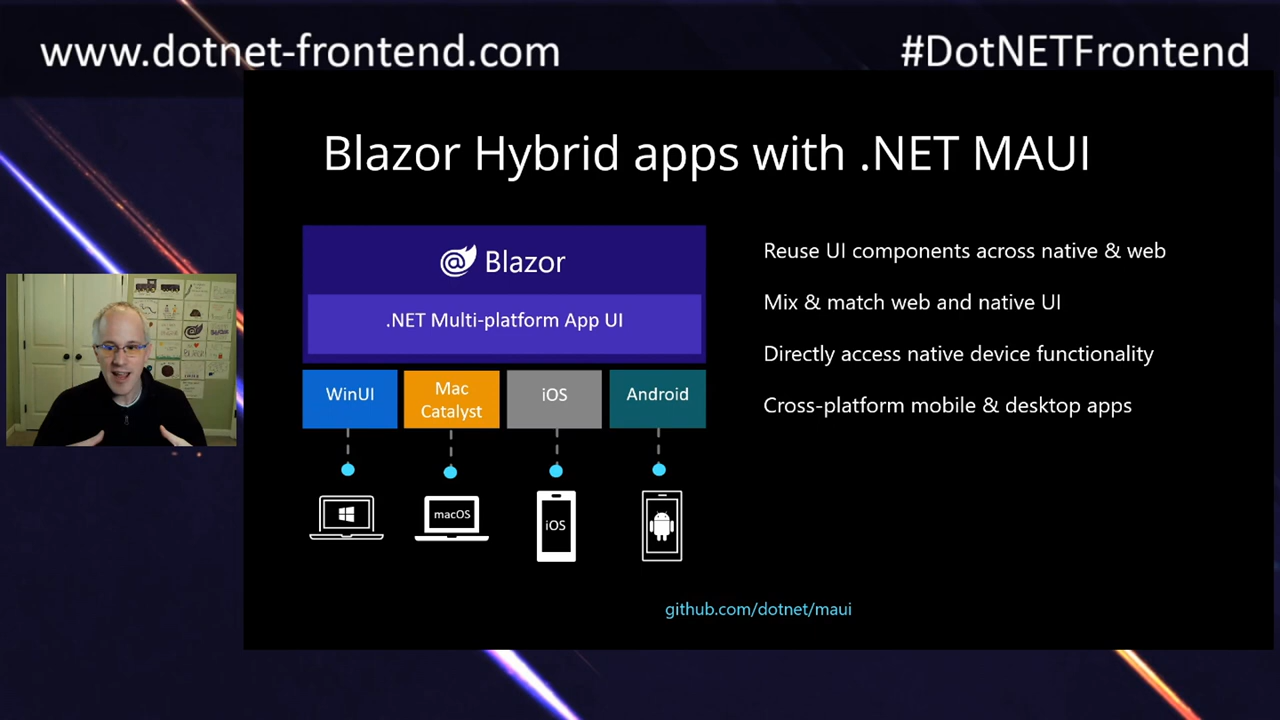 www.dotnet-frontend.com
#DotNETFrontend
Blazor Hybrid apps with .NET MAUI
Blazor
.NET Multi-platform App UI
WinUI
Mac
Catalyst
iOS
Android
macOS
iOS
Reuse UI components across native & web
Mix & match web and native UI
Directly access native device functionality
Cross-platform mobile & desktop apps
github.com/dotnet/maui